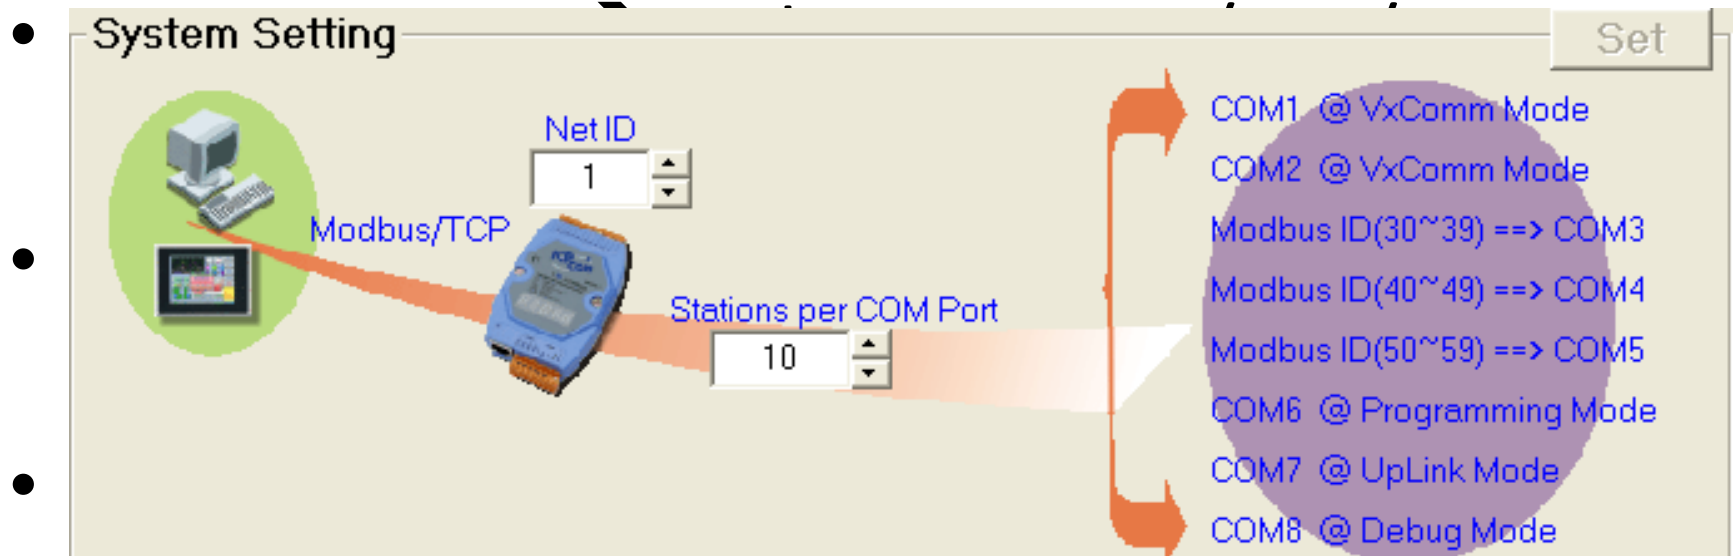 System Setting
Set
Net ID
1
Modbus/TCP
Stations per COM Port
10
COM1 @ VxComm Mode
COM2 @ VxComm Mode
Modbus ID(30~39) ==> COM3
Modbus ID(40~49) ==> COM4
Modbus ID(50~59) ==> COM5
COM6 @ Programming Mode
COM7 @ UpLink Mode
COM8 @ Debug Mode